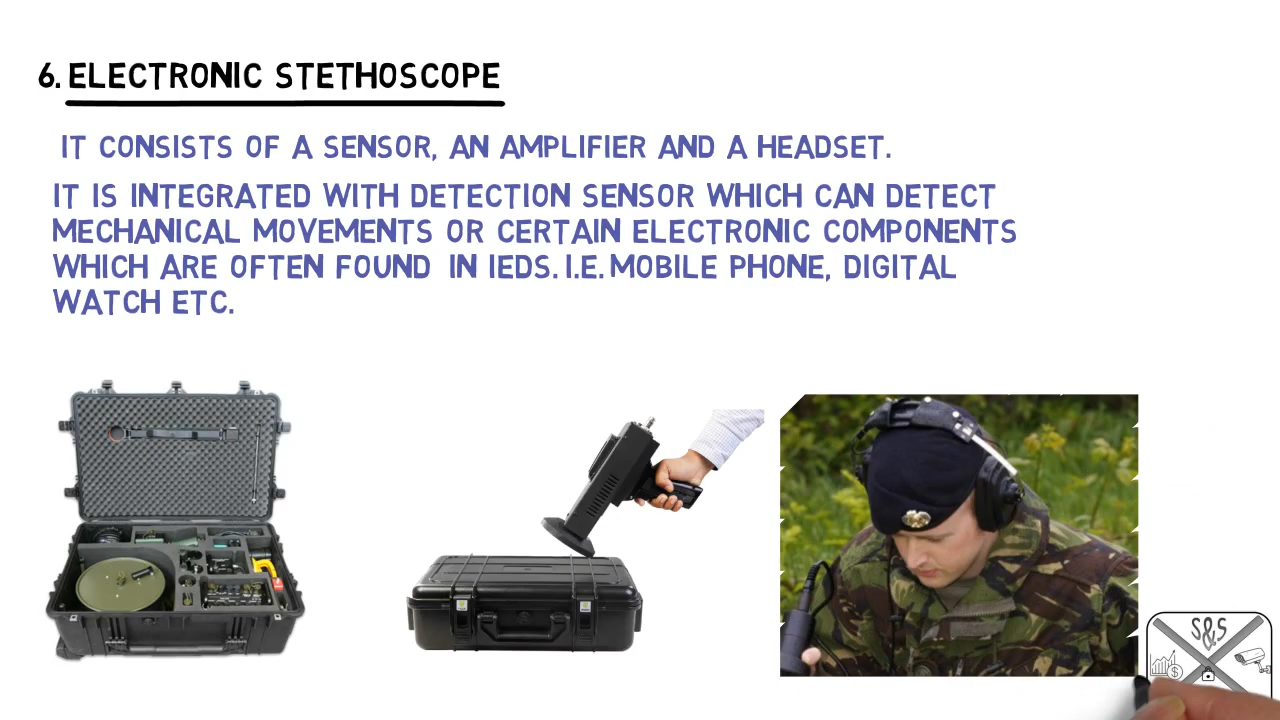 6. ELECTRONIC STETHOSCOPE
IT CONSISTS OF A SENSOR, AN AMPLIFIER AND A HEADSET.
IT IS INTEGRATED WITH DETECTION SENSOR WHICH CAN DETECT
MECHANICAL MOVEMENTS OR CERTAIN ELECTRONIC COMPONENTS
WHICH ARE OFTEN FOUND IN IEDS. I.E. MOBILE PHONE, DIGITAL
WATCH ETC.
S&S
$